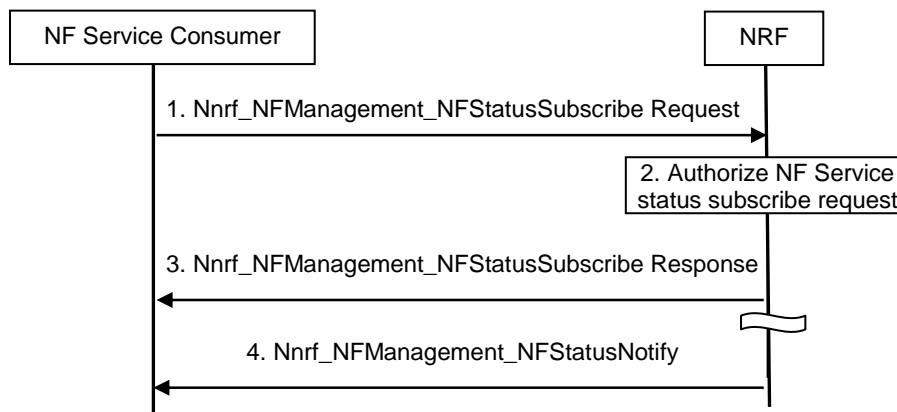 NF Service Consumer
NRF
1. Nnrf_NFManagement_NFStatusSubscribe Request
2. Authorize NF Service
status subscribe request
3. Nnrf_NFManagement_NFStatusSubscribe Response
4. Nnrf_NFManagement_NFStatusNotify